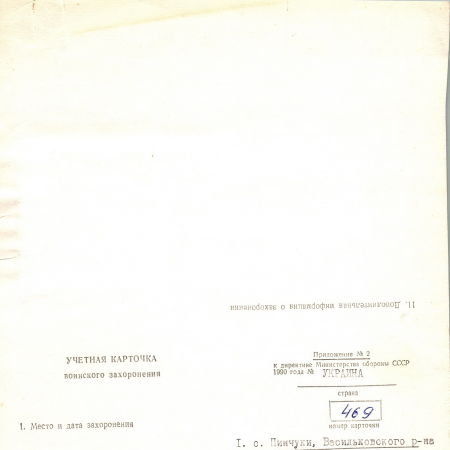 11. Дополнительная информация о захоронении
УЧЕТНАЯ КАРТОЧКА
воинского захоронения
Приложение № 2
к директиве Министерства обороны СССР
1990 года № УКРАИНА
страна
469
номер карточки
1. Место и дата захоронения
I. с. Пинчуки, Васильковского р-на